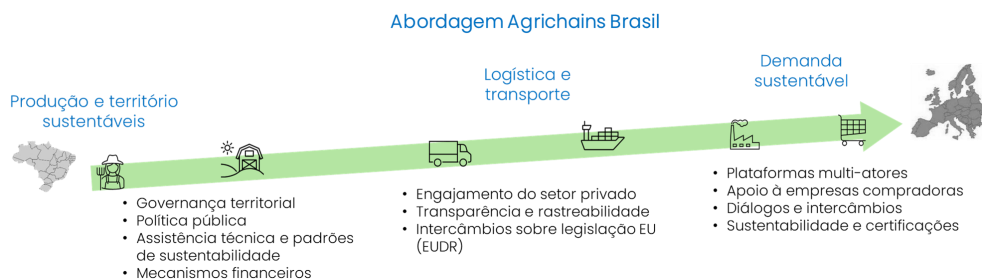 Abordagem Agrichains Brasil
Produção e território
sustentáveis
• Governança territorial
• Política pública
• Assistência técnica e padrões
de sustentabilidade
• Mecanismos financeiros
Logística e
transporte
• Engajamento do setor privado
• Transparência e rastreabilidade
• Intercâmbios sobre legislação EU
(EUDR)
Demanda
sustentável
• Plataformas multi-atores
• Apoio à empresas compradoras
• Diálogos e intercâmbios
• Sustentabilidade e certificações